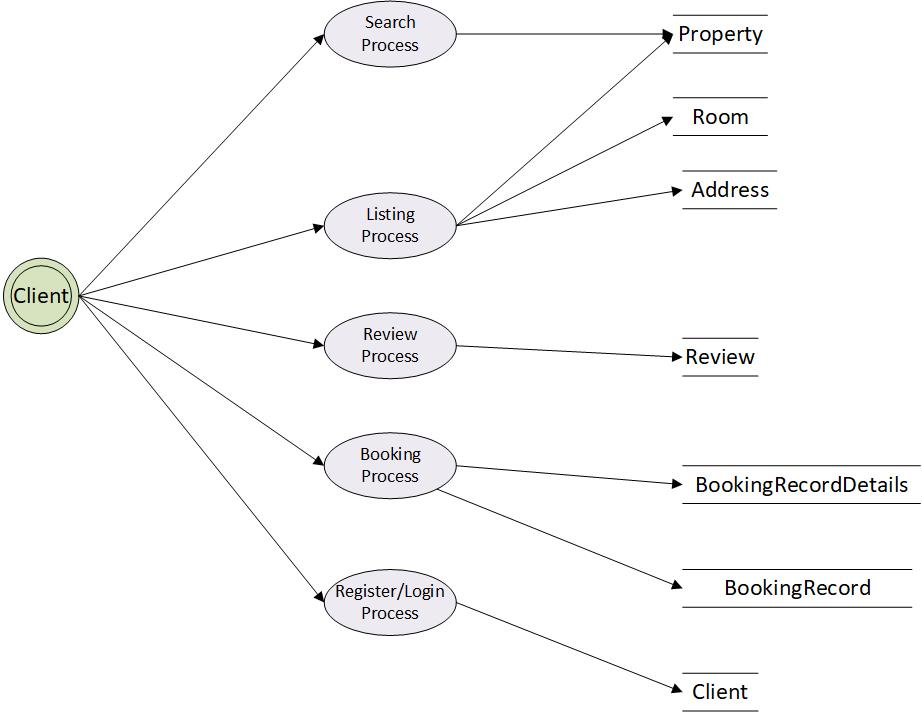 Search
Process
Property
Room
Address
Listing
Process
Client
Review
Process
Review
Booking
Process
BookingRecordDetails
BookingRecord
Register/Login
Process
Client